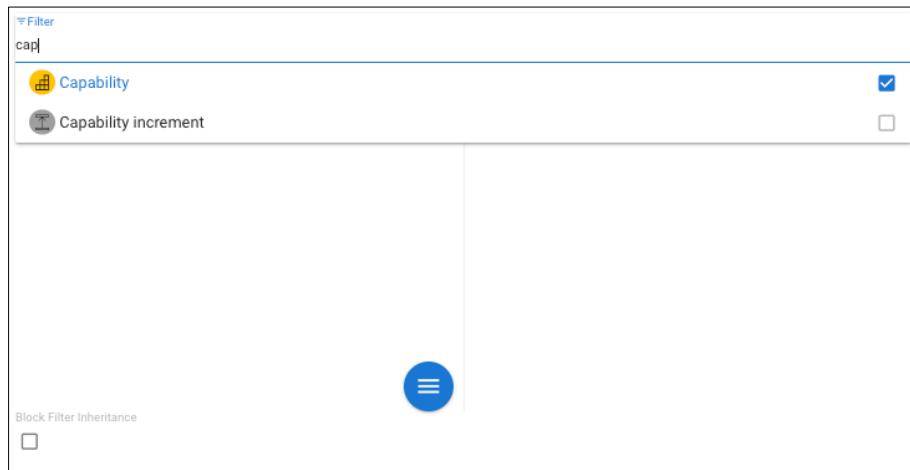 Filter
cap
Capability
Capability increment
Block Filter Inheritance